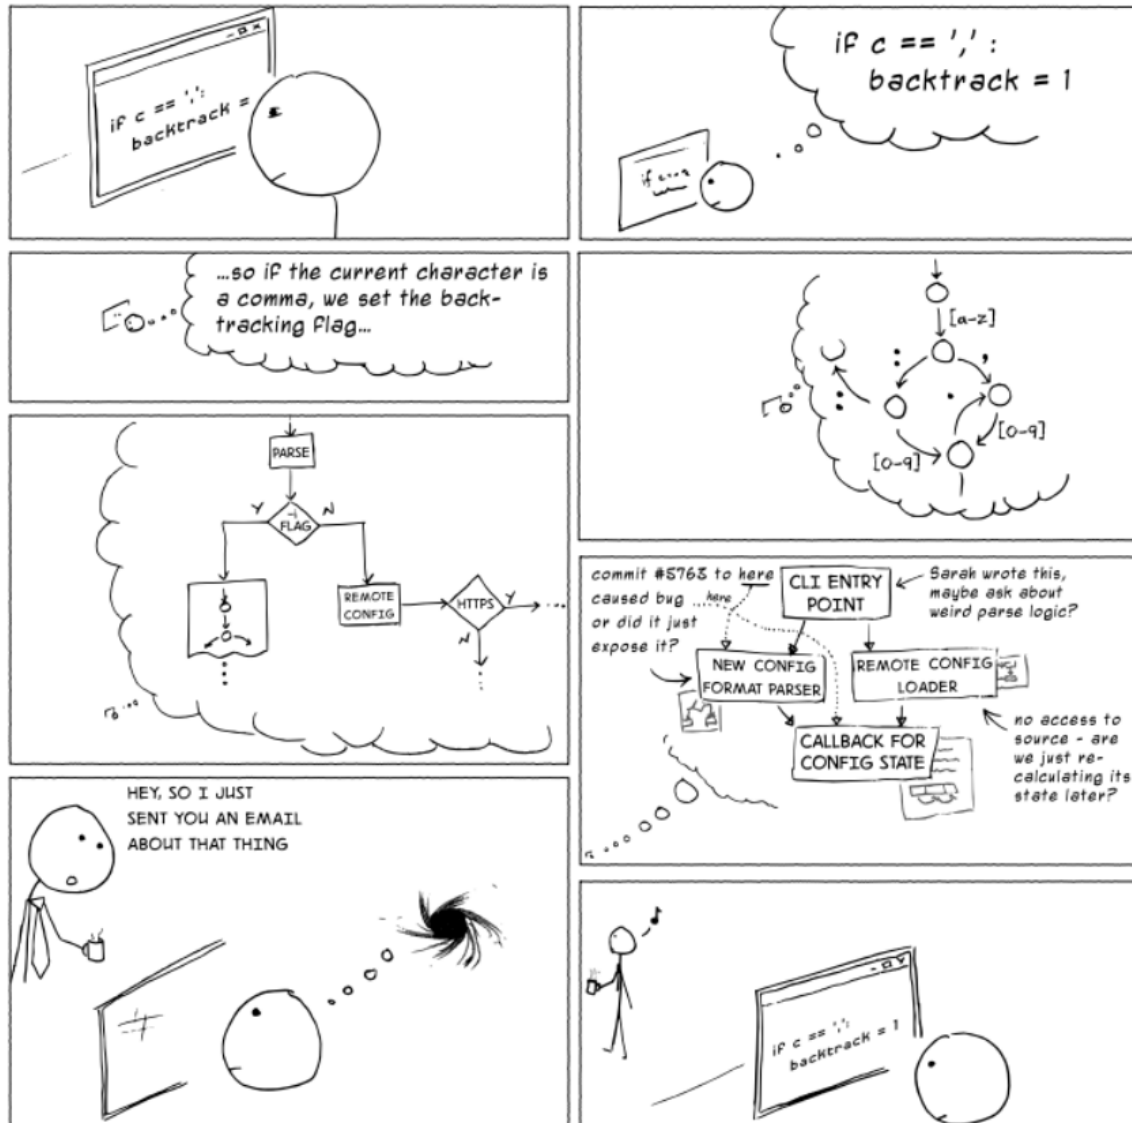 if c == ',':
backtrack =
if c == ',' :
backtrack = 1
...so if the current character is
a comma, we set the back-
tracking flag...
[a-z]
:
,
:
.
[0-9]
[0-9]
PARSE
Y
-i
FLAG
N
REMOTE
CONFIG
HTTPS
Y
N
commit #5763 to here
caused bug
here
or did it just
expose it?
CLI ENTRY
POINT
Sarah wrote this,
maybe ask about
weird parse logic?
NEW CONFIG
FORMAT PARSER
REMOTE CONFIG
LOADER
CALLBACK FOR
CONFIG STATE
no access to
source - are
we just re-
calculating its
state later?
HEY, SO I JUST
SENT YOU AN EMAIL
ABOUT THAT THING
if c == ',':
backtrack = 1